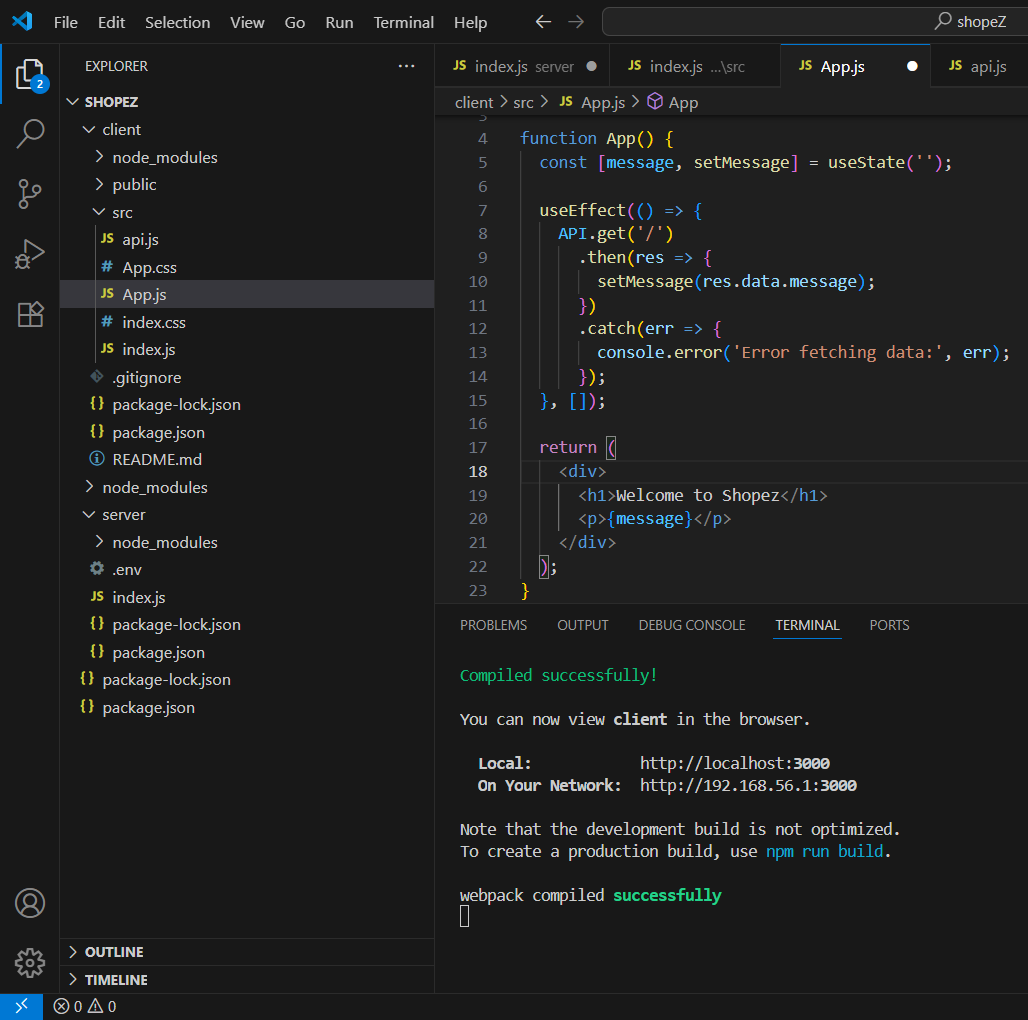 File Edit Selection View Go Run Terminal Help shopeZ
EXPLORER
2
SHOPEZ
client
node_modules
public
src
api.js
App.css
App.js
index.css
index.js
.gitignore
package-lock.json
package.json
README.md
node_modules
server
node_modules
.env
index.js
package-lock.json
package.json
package-lock.json
package.json
OUTLINE
TIMELINE
JS index.js server
JS index.js ...\src
JS App.js
JS api.js
client > src > JS App.js > App
3
4 function App() {
5 const [message, setMessage] = useState('');
6
7 useEffect(() => {
8 API.get('/')
9 .then(res => {
10 setMessage(res.data.message);
11 })
12 .catch(err => {
13 console.error('Error fetching data:', err);
14 });
15 }, []);
16
17 return (
18 <div>
19 <h1>Welcome to Shopez</h1>
20 <p>{message}</p>
21 </div>
22 );
23 }
PROBLEMS OUTPUT DEBUG CONSOLE TERMINAL PORTS
Compiled successfully!
You can now view client in the browser.
Local: http://localhost:3000
On Your Network: http://192.168.56.1:3000
Note that the development build is not optimized.
To create a production build, use npm run build.
webpack compiled successfully
0 0